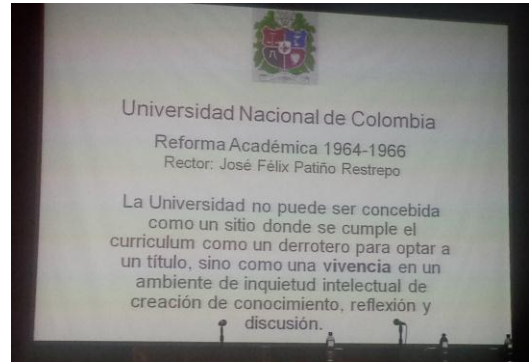 Universidad Nacional de Colombia
Reforma Académica 1964-1966
Rector: José Félix Patiño Restrepo
La Universidad no puede ser concebida
como un sitio donde se cumple el
curriculum como un derrotero para optar a
un título, sino como una vivencia en un
ambiente de inquietud intelectual de
creación de conocimiento, reflexión y
discusión.